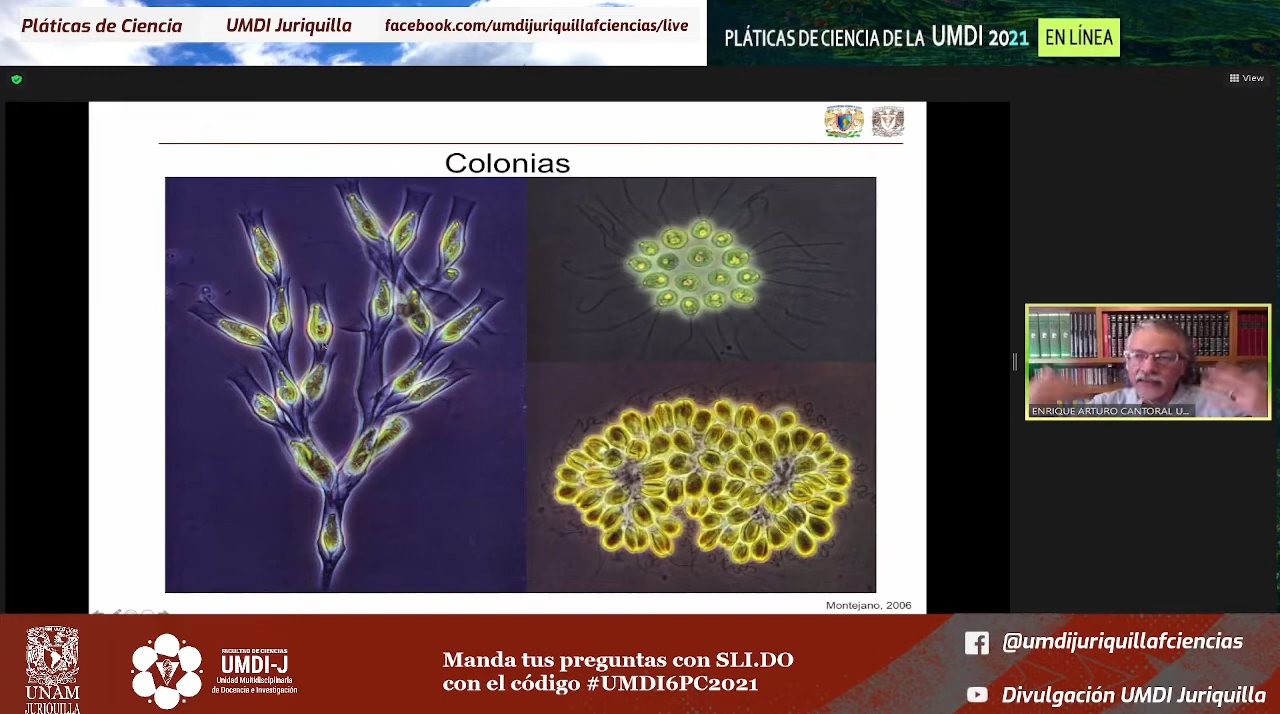 Pláticas de Ciencia
UMDI Juriquilla
facebook.com/umdijuriquillafciencias/live
PLÁTICAS DE CIENCIA DE LA UMDI 2021
EN LÍNEA
View
Colonias
ENRIQUE ARTURO CANTORAL U...
Montejano, 2006
UNAM
JURIQUILLA
FACULTAD DE CIENCIAS
UMDI-J
Unidad Multidisciplinaria
de Docencia e Investigación
Manda tus preguntas con SLI.DO
con el código #UMDI6PC2021
@umdijuriquillafciencias
Divulgación UMDI Juriquilla